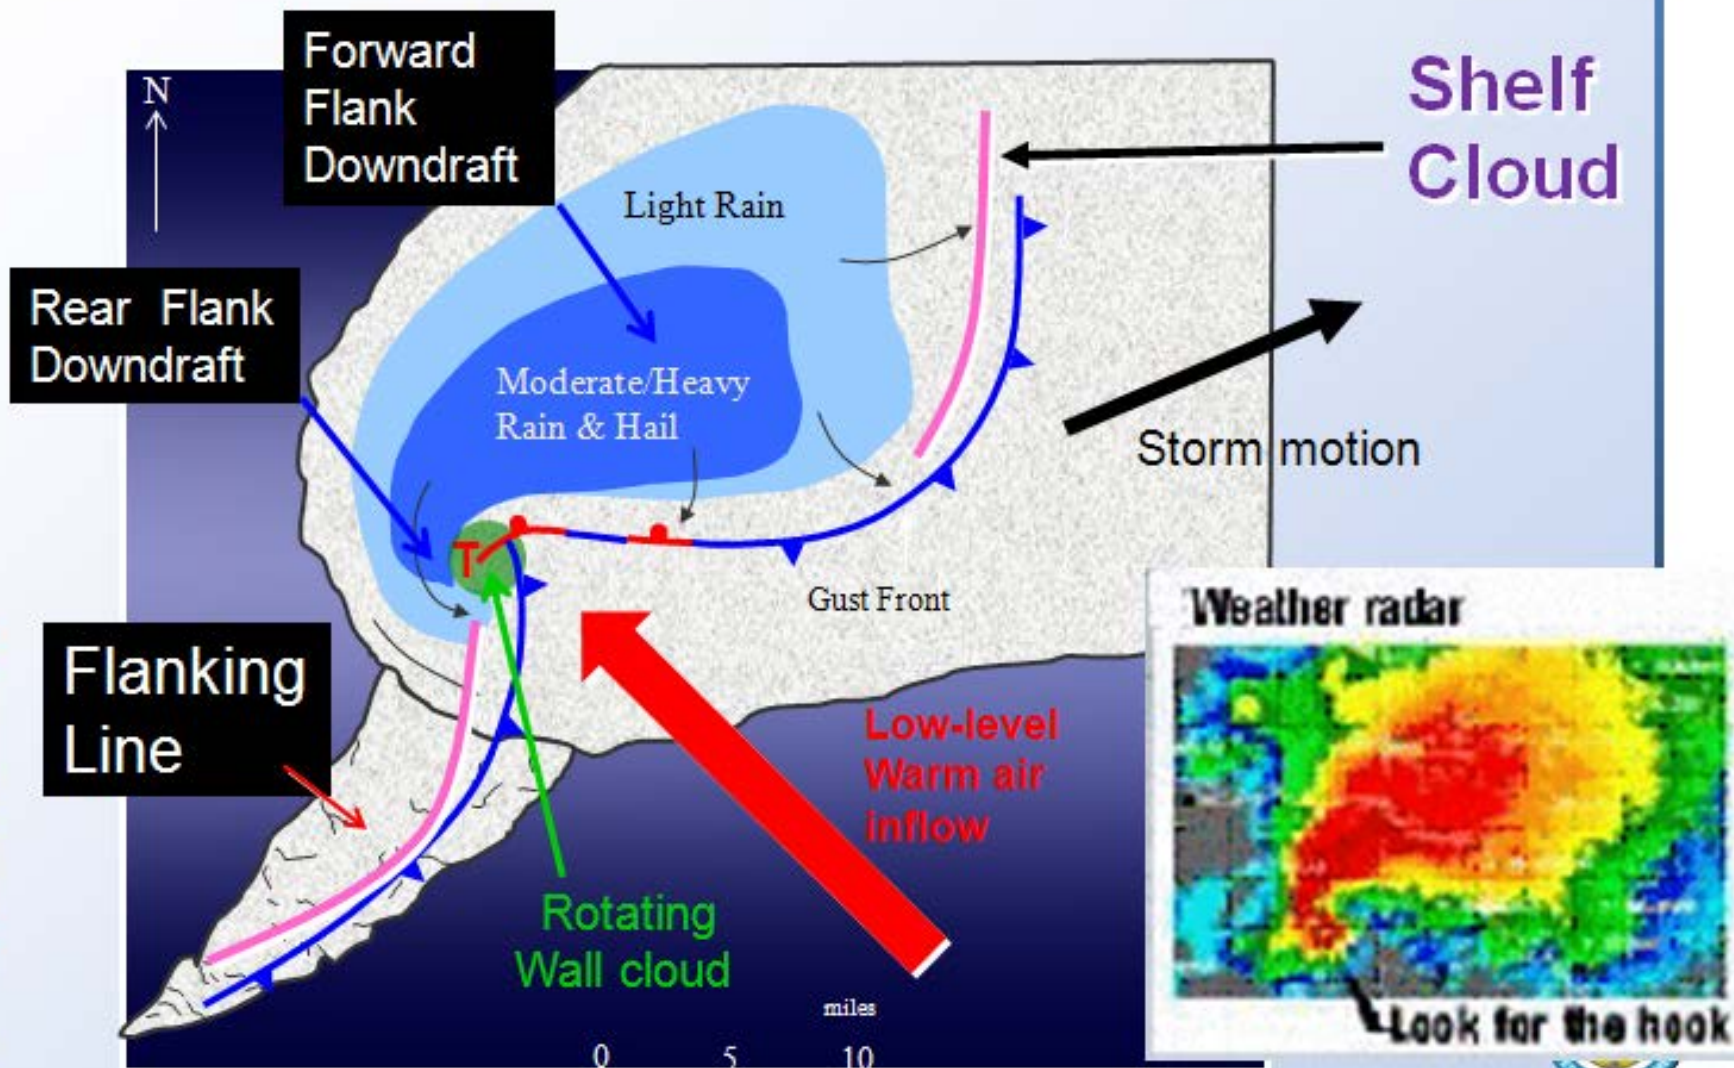 Forward
Flank
Downdraft
N
Shelf
Cloud
Light Rain
Rear Flank
Downdraft
Moderate/Heavy
Rain & Hail
Storm motion
T
Gust Front
Flanking
Line
Low-level
Warm air
inflow
Rotating
Wall cloud
miles
0 5 10
Weather radar
Look for the hook